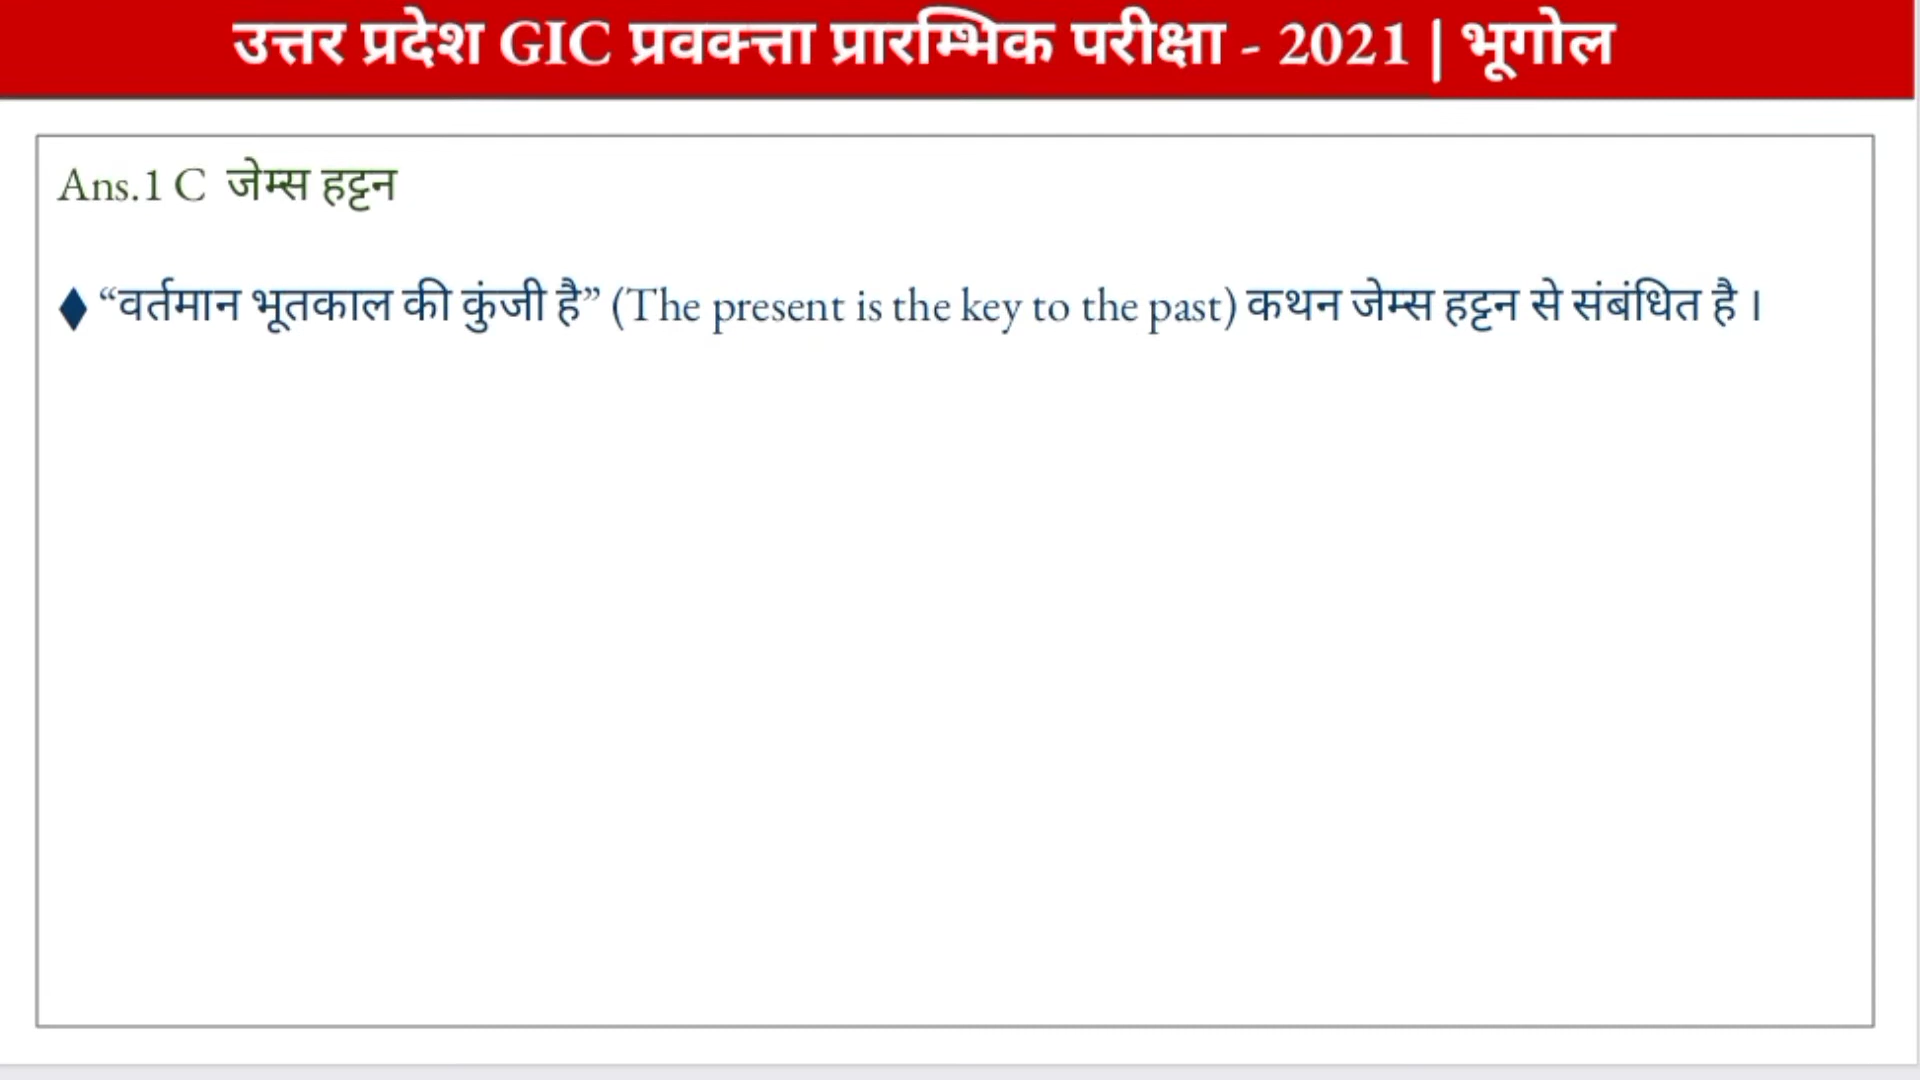 उत्तर प्रदेश GIC प्रवक्त्ता प्रारम्भिक परीक्षा - 2021 | भूगोल
Ans.1 C जेम्स हट्टन
♦ “वर्तमान भूतकाल की कुंजी है” (The present is the key to the past) कथन जेम्स हट्टन से संबंधित है ।